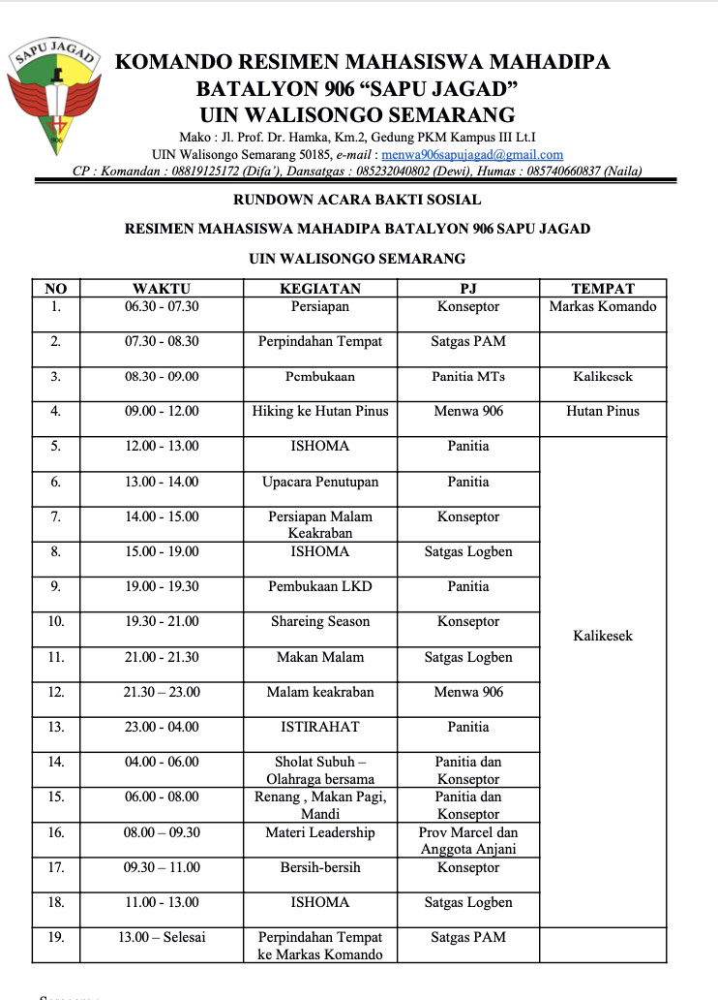 SAPU JAGAD
906
KOMANDO RESIMEN MAHASISWA MAHADIPA
BATALYON 906 “SAPU JAGAD”
UIN WALISONGO SEMARANG
Mako : Jl. Prof. Dr. Hamka, Km.2, Gedung PKM Kampus III Lt.I
UIN Walisongo Semarang 50185, e-mail : menwa906sapujagad@gmail.com
CP : Komandan : 08819125172 (Difa’), Dansatgas : 085232040802 (Dewi), Humas : 085740660837 (Naila)
RUNDOWN ACARA BAKTI SOSIAL
RESIMEN MAHASISWA MAHADIPA BATALYON 906 SAPU JAGAD
UIN WALISONGO SEMARANG
NO WAKTU KEGIATAN PJ TEMPAT
1. 06.30 - 07.30 Persiapan Konseptor Markas Komando
2. 07.30 - 08.30 Perpindahan Tempat Satgas PAM
3. 08.30 - 09.00 Pembukaan Panitia MTs Kalikesek
4. 09.00 - 12.00 Hiking ke Hutan Pinus Menwa 906 Hutan Pinus
5. 12.00 - 13.00 ISHOMA Panitia
6. 13.00 - 14.00 Upacara Penutupan Panitia
7. 14.00 - 15.00 Persiapan Malam Konseptor
Keakraban
8. 15.00 - 19.00 ISHOMA Satgas Logben
9. 19.00 - 19.30 Pembukaan LKD Panitia
10. 19.30 - 21.00 Shareing Season Konseptor
Kalikesek
11. 21.00 - 21.30 Makan Malam Satgas Logben
12. 21.30 – 23.00 Malam keakraban Menwa 906
13. 23.00 - 04.00 ISTIRAHAT Panitia
14. 04.00 - 06.00 Sholat Subuh – Panitia dan
Olahraga bersama Konseptor
15. 06.00 - 08.00 Renang , Makan Pagi, Panitia dan
Mandi Konseptor
16. 08.00 – 09.30 Materi Leadership Prov Marcel dan
Anggota Anjani
17. 09.30 – 11.00 Bersih-bersih Konseptor
18. 11.00 - 13.00 ISHOMA Satgas Logben
19. 13.00 – Selesai Perpindahan Tempat Satgas PAM
ke Markas Komando